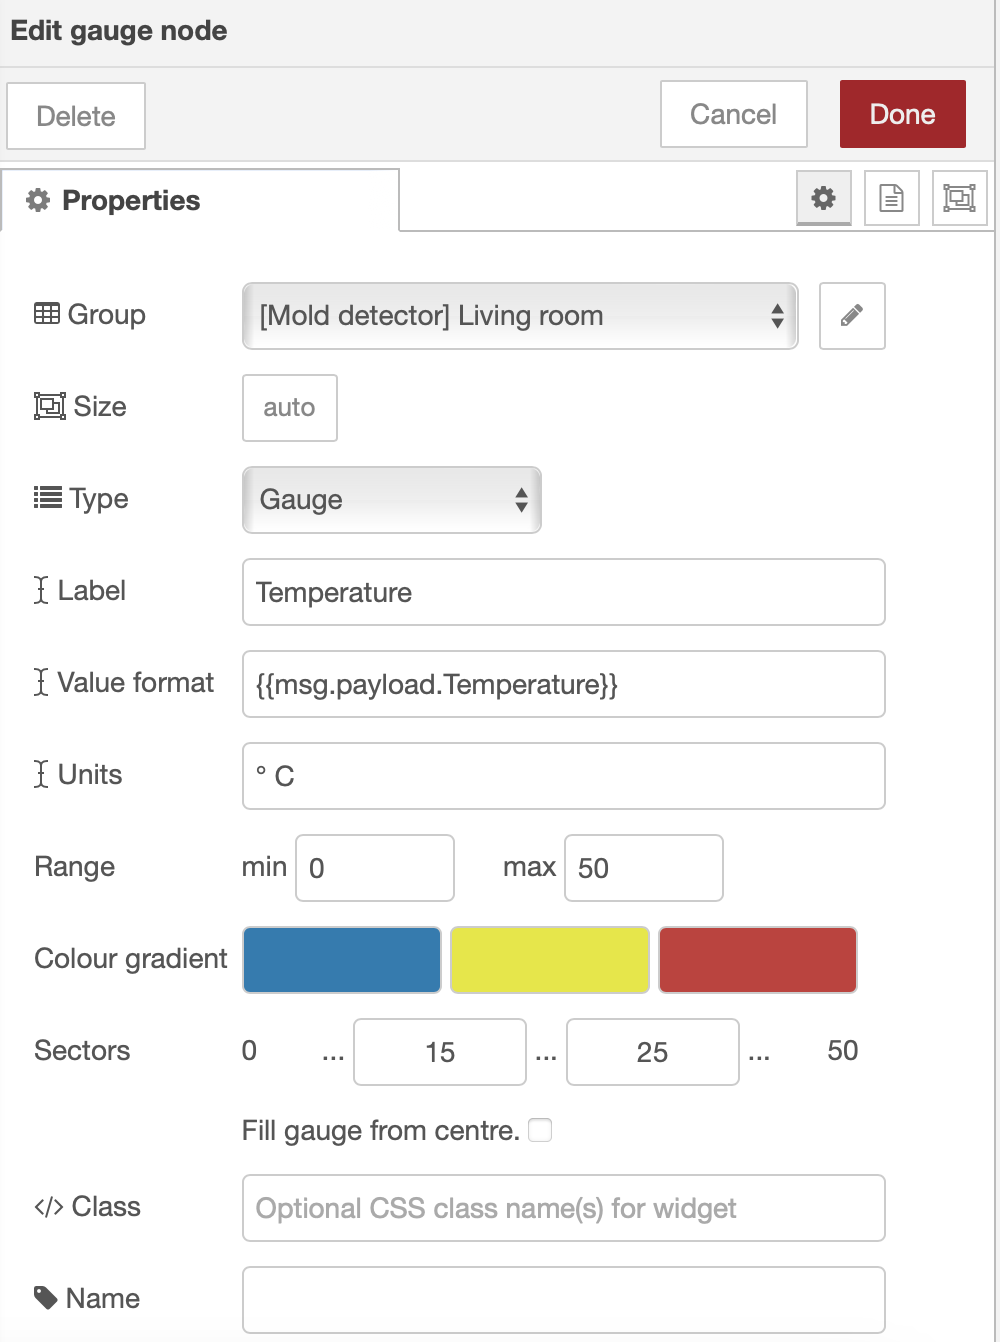 Edit gauge node
Delete
Cancel
Done
Properties
Group
[Mold detector] Living room
Size
auto
Type
Gauge
Label
Temperature
Value format
{{msg.payload.Temperature}}
Units
° C
Range
min 0
max 50
Colour gradient
Sectors
0 ... 15 ... 25 ... 50
Fill gauge from centre.
</> Class
Optional CSS class name(s) for widget
Name